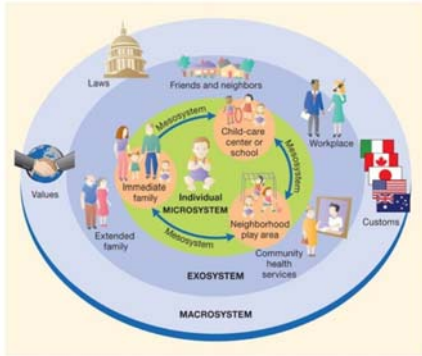 Laws
Friends and neighbors
Mesosystem
Child-care
center or
school
Workplace
Mesosystem
Values
Immediate
family
Individual
MICROSYSTEM
Neighborhood
play area
Mesosystem
Extended
family
Community
health
services
Customs
EXOSYSTEM
MACROSYSTEM